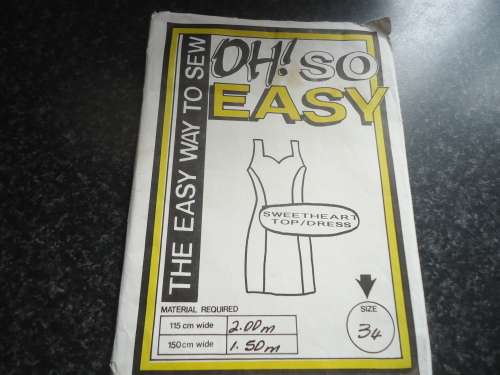 THE EASY WAY TO SEW
OH! SO
EASY
SWEETHEART
TOP/DRESS
MATERIAL REQUIRED
115 cm wide 2.00m
150 cm wide 1.50m
SIZE
34